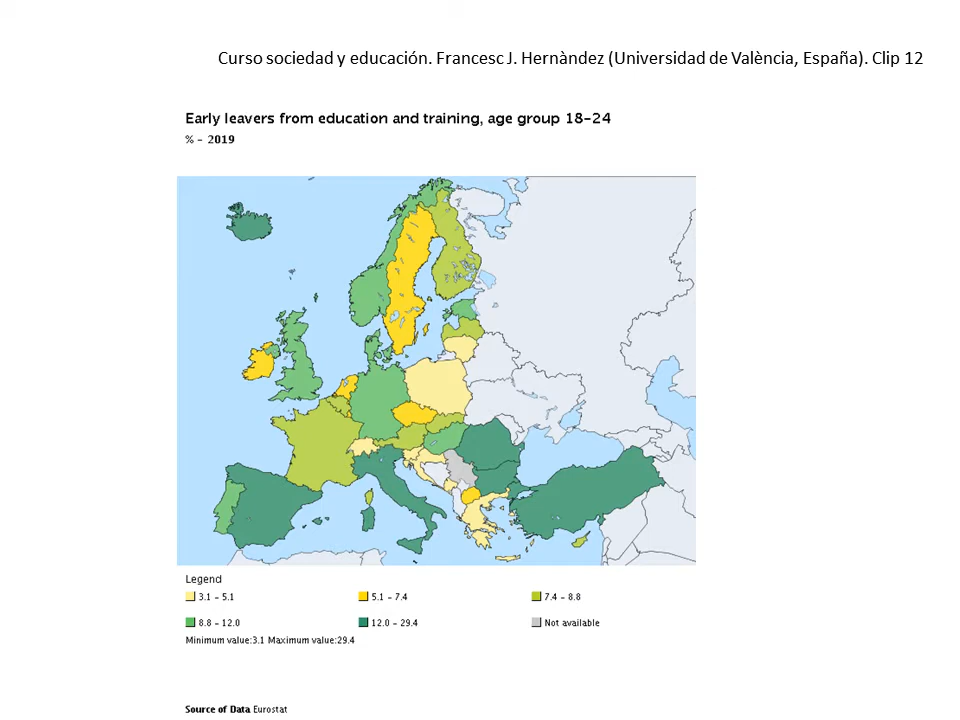 Curso sociedad y educación. Francesc J. Hernàndez (Universidad de València, España). Clip 12
Early leavers from education and training, age group 18-24
% - 2019
Legend
3.1 - 5.1
5.1 - 7.4
7.4 - 8.8
8.8 - 12.0
12.0 - 29.4
Not available
Minimum value:3.1 Maximum value:29.4
Source of Data Eurostat